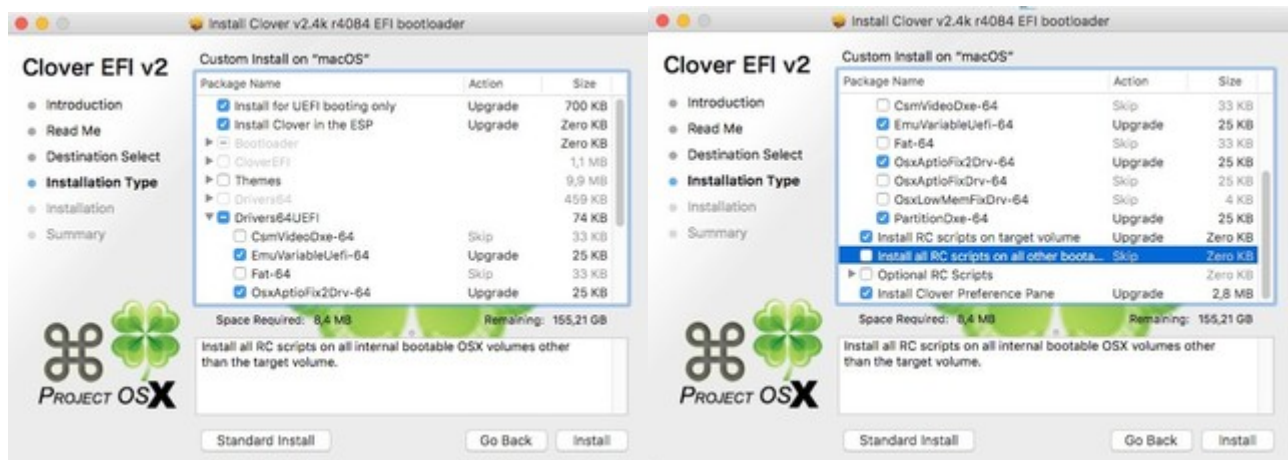 Install Clover v2.4k r4084 EFI bootloader
Clover EFI v2
Introduction
Read Me
Destination Select
Installation Type
Installation
Summary
Custom Install on "macOS"
Package Name Action Size
Install for UEFI booting only Upgrade 700 KB
Install Clover in the ESP Upgrade Zero KB
Bootloader Zero KB
CloverEFI 1,1 MB
Themes 9,9 MB
Drivers64 459 KB
Drivers64UEFI 74 KB
CsmVideoDxe-64 Skip 33 KB
EmuVariableUefi-64 Upgrade 25 KB
Fat-64 Skip 33 KB
OsxAptioFix2Drv-64 Upgrade 25 KB
Space Required: 8,4 MB Remaining: 155,21 GB
Install all RC scripts on all internal bootable OSX volumes other
than the target volume.
PROJECT OSX
Standard Install Go Back Install
Install Clover v2.4k r4084 EFI bootloader
Clover EFI v2
Introduction
Read Me
Destination Select
Installation Type
Installation
Summary
Custom Install on "macOS"
Package Name Action Size
CsmVideoDxe-64 Skip 33 KB
EmuVariableUefi-64 Upgrade 25 KB
Fat-64 Skip 33 KB
OsxAptioFix2Drv-64 Upgrade 25 KB
OsxAptioFixDrv-64 Skip 25 KB
OsxLowMemFixDrv-64 Skip 4 KB
PartitionDxe-64 Upgrade 25 KB
Install RC scripts on target volume Upgrade Zero KB
Install all RC scripts on all other boota... Skip Zero KB
Optional RC Scripts Zero KB
Install Clover Preference Pane Upgrade 2,8 MB
Space Required: 8,4 MB Remaining: 155,21 GB
Install all RC scripts on all internal bootable OSX volumes other
than the target volume.
PROJECT OSX
Standard Install Go Back Install